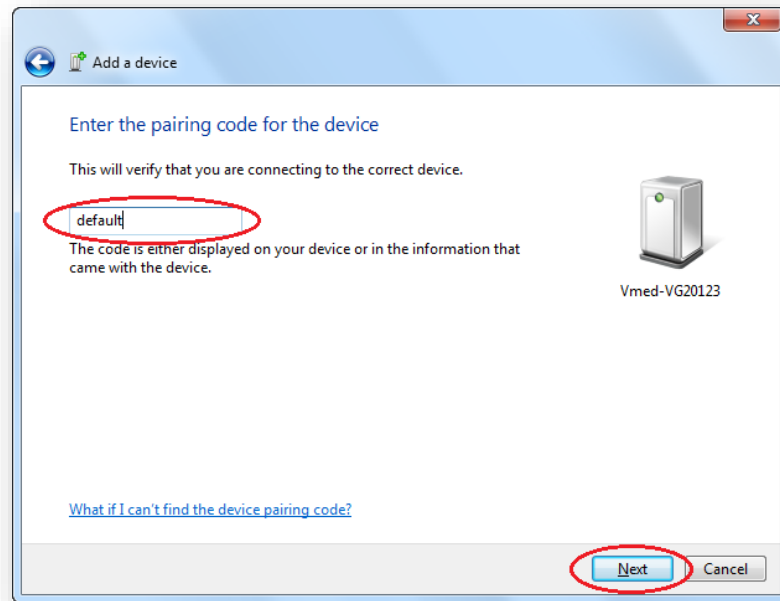 Add a device
Enter the pairing code for the device
This will verify that you are connecting to the correct device.
default
The code is either displayed on your device or in the information that
came with the device.
Vmed-VG20123
What if I can't find the device pairing code?
Next
Cancel